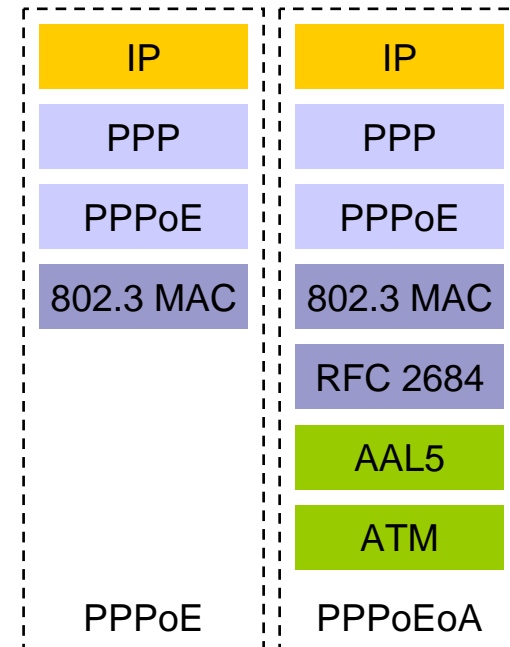 IP
PPP
PPPoE
802.3 MAC
PPPoE
IP
PPP
PPPoE
802.3 MAC
RFC 2684
AAL5
ATM
PPPoEoA